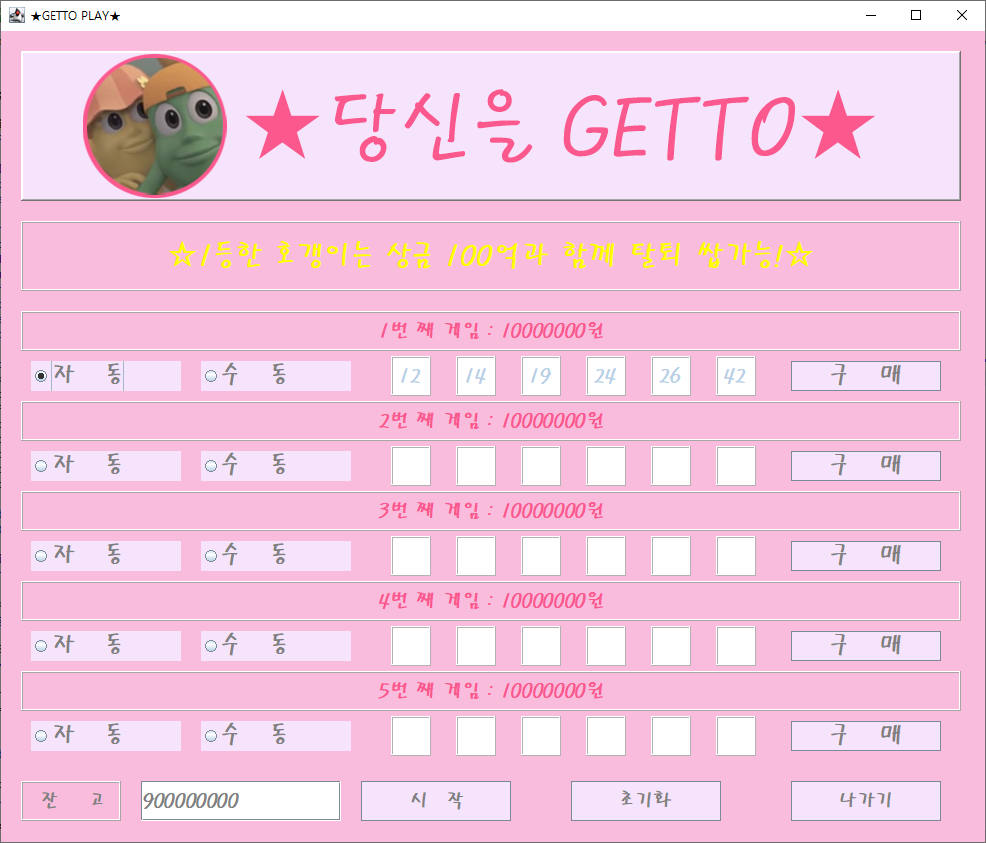 ★GETTO PLAY★
★당신을 GETTO★
☆1등한 호갱이는 상금 100억과 함께 탈퇴 쌉가능!☆
1번 째 게임 : 10000000원
자 동 수 동 12 14 19 24 26 42 구 매
2번 째 게임 : 10000000원
자 동 수 동 구 매
3번 째 게임 : 10000000원
자 동 수 동 구 매
4번 째 게임 : 10000000원
자 동 수 동 구 매
5번 째 게임 : 10000000원
자 동 수 동 구 매
잔 고 900000000 시 작 초기화 나가기